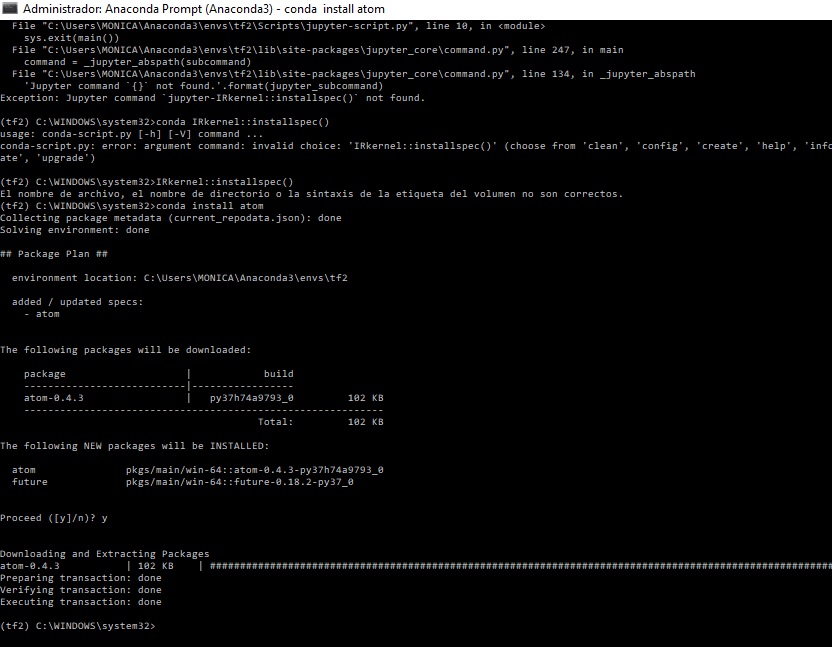 Administrador: Anaconda Prompt (Anaconda3) - conda  install atom
  File "C:\Users\MONICA\Anaconda3\envs\tf2\Scripts\jupyter-script.py", line 10, in <module>
    sys.exit(main())
  File "C:\Users\MONICA\Anaconda3\envs\tf2\lib\site-packages\jupyter_core\command.py", line 247, in main
    command = _jupyter_abspath(subcommand)
  File "C:\Users\MONICA\Anaconda3\envs\tf2\lib\site-packages\jupyter_core\command.py", line 134, in _jupyter_abspath
    'Jupyter command `{}` not found.'.format(jupyter_subcommand)
Exception: Jupyter command `jupyter-IRkernel::installspec()` not found.
(tf2) C:\WINDOWS\system32>conda IRkernel::installspec()
usage: conda-script.py [-h] [-V] command ...
conda-script.py: error: argument command: invalid choice: 'IRkernel::installspec()' (choose from 'clean', 'config', 'create', 'help', 'info
ate', 'upgrade')
(tf2) C:\WINDOWS\system32>IRkernel::installspec()
El nombre de archivo, el nombre de directorio o la sintaxis de la etiqueta del volumen no son correctos.
(tf2) C:\WINDOWS\system32>conda install atom
Collecting package metadata (current_repodata.json): done
Solving environment: done
## Package Plan ##
  environment location: C:\Users\MONICA\Anaconda3\envs\tf2
  added / updated specs:
    - atom
The following packages will be downloaded:
    package                    |            build
    ---------------------------|-----------------
    atom-0.4.3                 |   py37h74a9793_0         102 KB
    ------------------------------------------------------------
                                           Total:         102 KB
The following NEW packages will be INSTALLED:
  atom               pkgs/main/win-64::atom-0.4.3-py37h74a9793_0
  future             pkgs/main/win-64::future-0.18.2-py37_0
Proceed ([y]/n)? y
Downloading and Extracting Packages
atom-0.4.3           | 102 KB    | ########################################################################################################
Preparing transaction: done
Verifying transaction: done
Executing transaction: done
(tf2) C:\WINDOWS\system32>